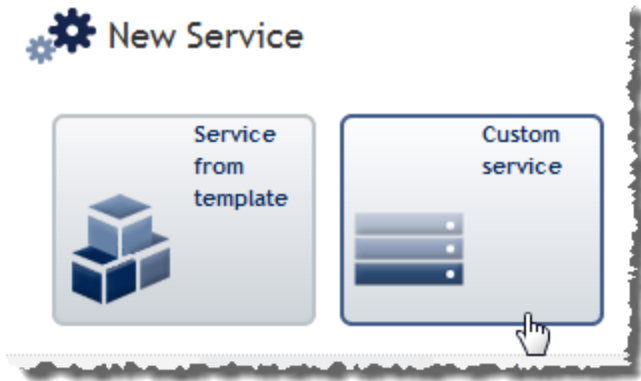 New Service
Service
from
template
Custom
service